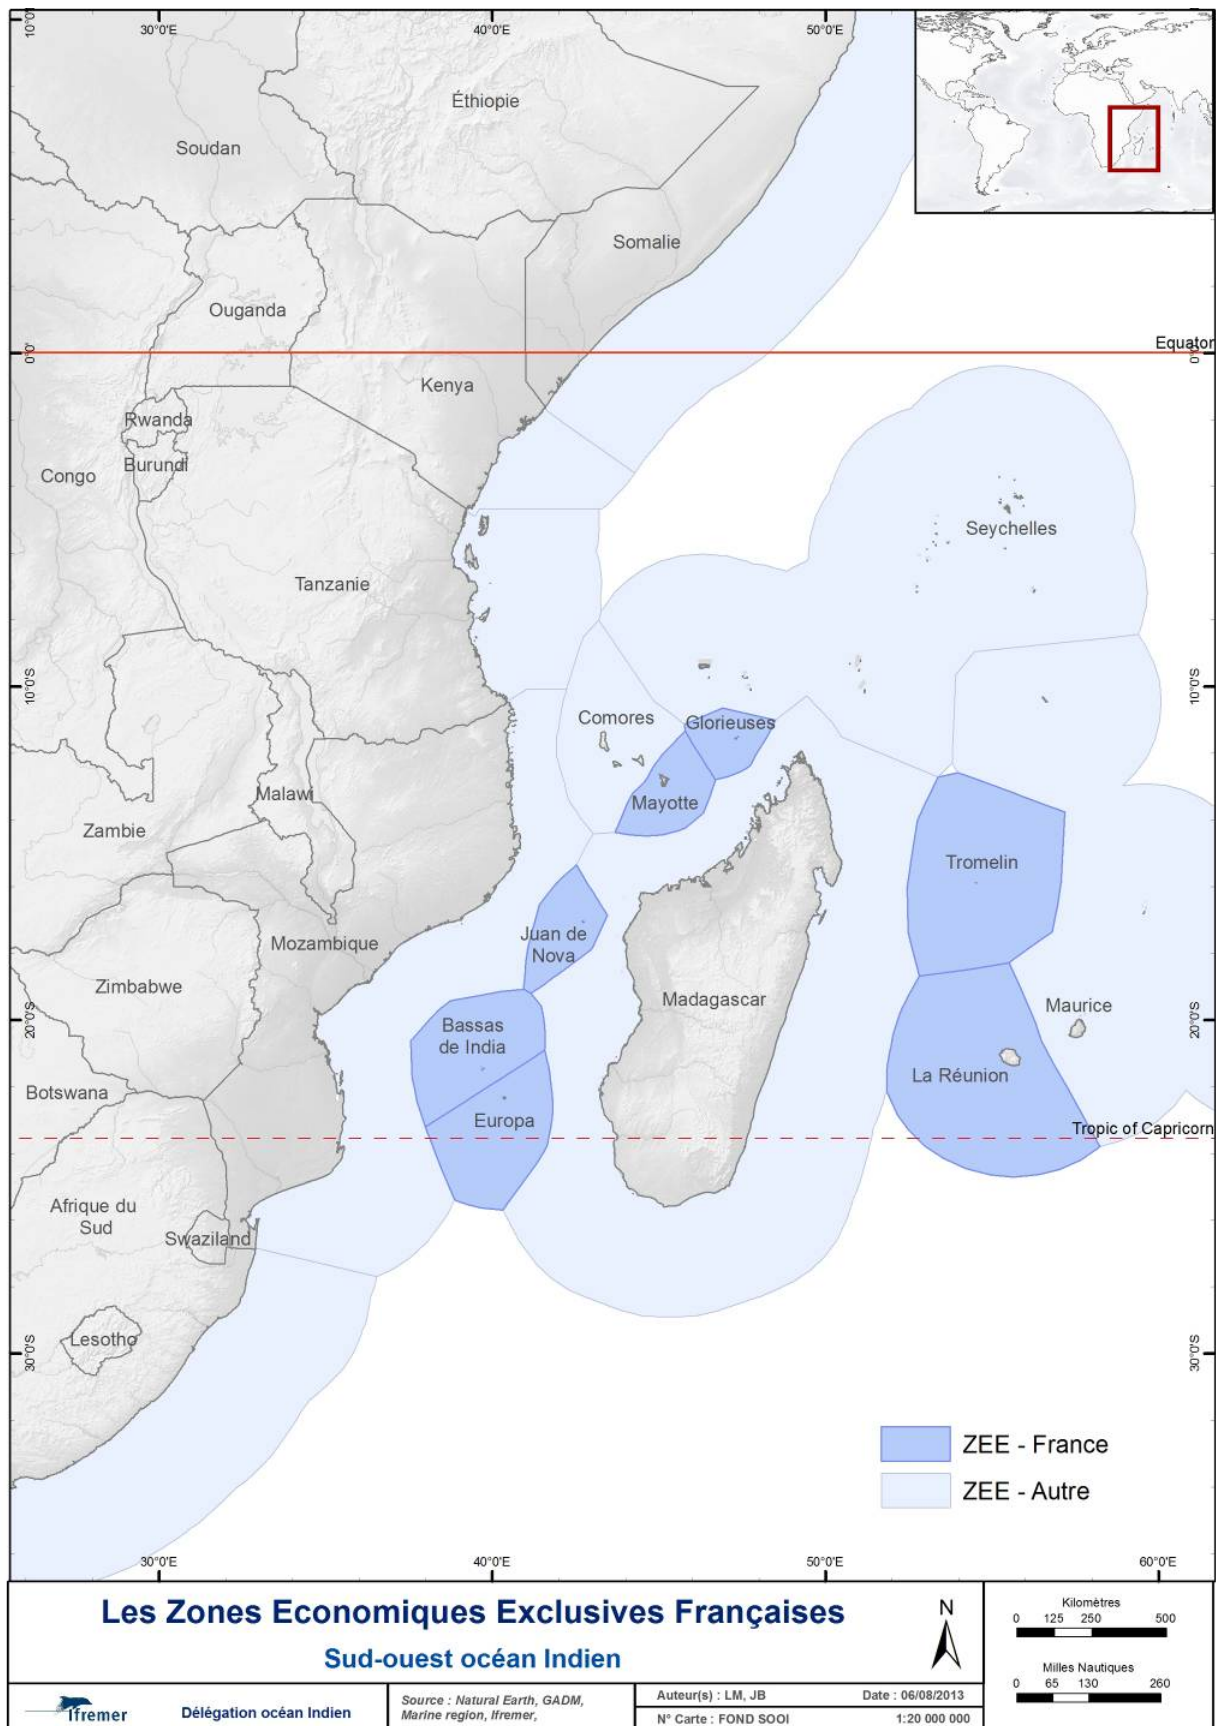 30°0'E
40°0'E
50°0'E
10°0'
Éthiopie
Soudan
Somalie
Ouganda
Equator
0°0'
0°0'
Kenya
Rwanda
Burundi
Congo
Seychelles
Tanzanie
10°0'S
10°0'S
Comores
Glorieuses
Malawi
Mayotte
Zambie
Tromelin
Juan de
Nova
Mozambique
Zimbabwe
Madagascar
Maurice
20°0'S
20°0'S
Bassas
de India
La Réunion
Botswana
Europa
Tropic of Capricorn
Afrique du
Sud
Swaziland
Lesotho
30°0'S
30°0'S
ZEE - France
ZEE - Autre
30°0'E
40°0'E
50°0'E
60°0'E
Les Zones Economiques Exclusives Françaises
Sud-ouest océan Indien
N
Kilomètres
0 125 250 500
Milles Nautiques
0 65 130 260
Ifremer
Délégation océan Indien
Source : Natural Earth, GADM,
Marine region, Ifremer,
Auteur(s) : LM, JB
Date : 06/08/2013
N° Carte : FOND SOOI
1:20 000 000